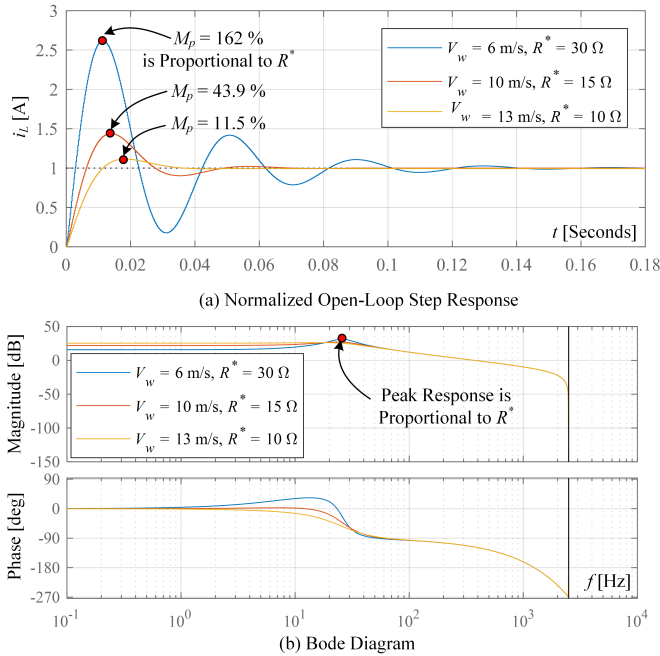 3
2.5
2
1.5
1
0.5
0
i_L [A]
M_p = 162 %
is Proportional to R*
M_p = 43.9 %
M_p = 11.5 %
V_w = 6 m/s, R* = 30 Ω
V_w = 10 m/s, R* = 15 Ω
V_w = 13 m/s, R* = 10 Ω
t [Seconds]
0 0.02 0.04 0.06 0.08 0.1 0.12 0.14 0.16 0.18
(a) Normalized Open-Loop Step Response
50
0
-50
-100
-150
Magnitude [dB]
V_w = 6 m/s, R* = 30 Ω
V_w = 10 m/s, R* = 15 Ω
V_w = 13 m/s, R* = 10 Ω
Peak Response is
Proportional to R*
90
0
-90
-180
-270
Phase [deg]
f [Hz]
10^-1 10^0 10^1 10^2 10^3 10^4
(b) Bode Diagram